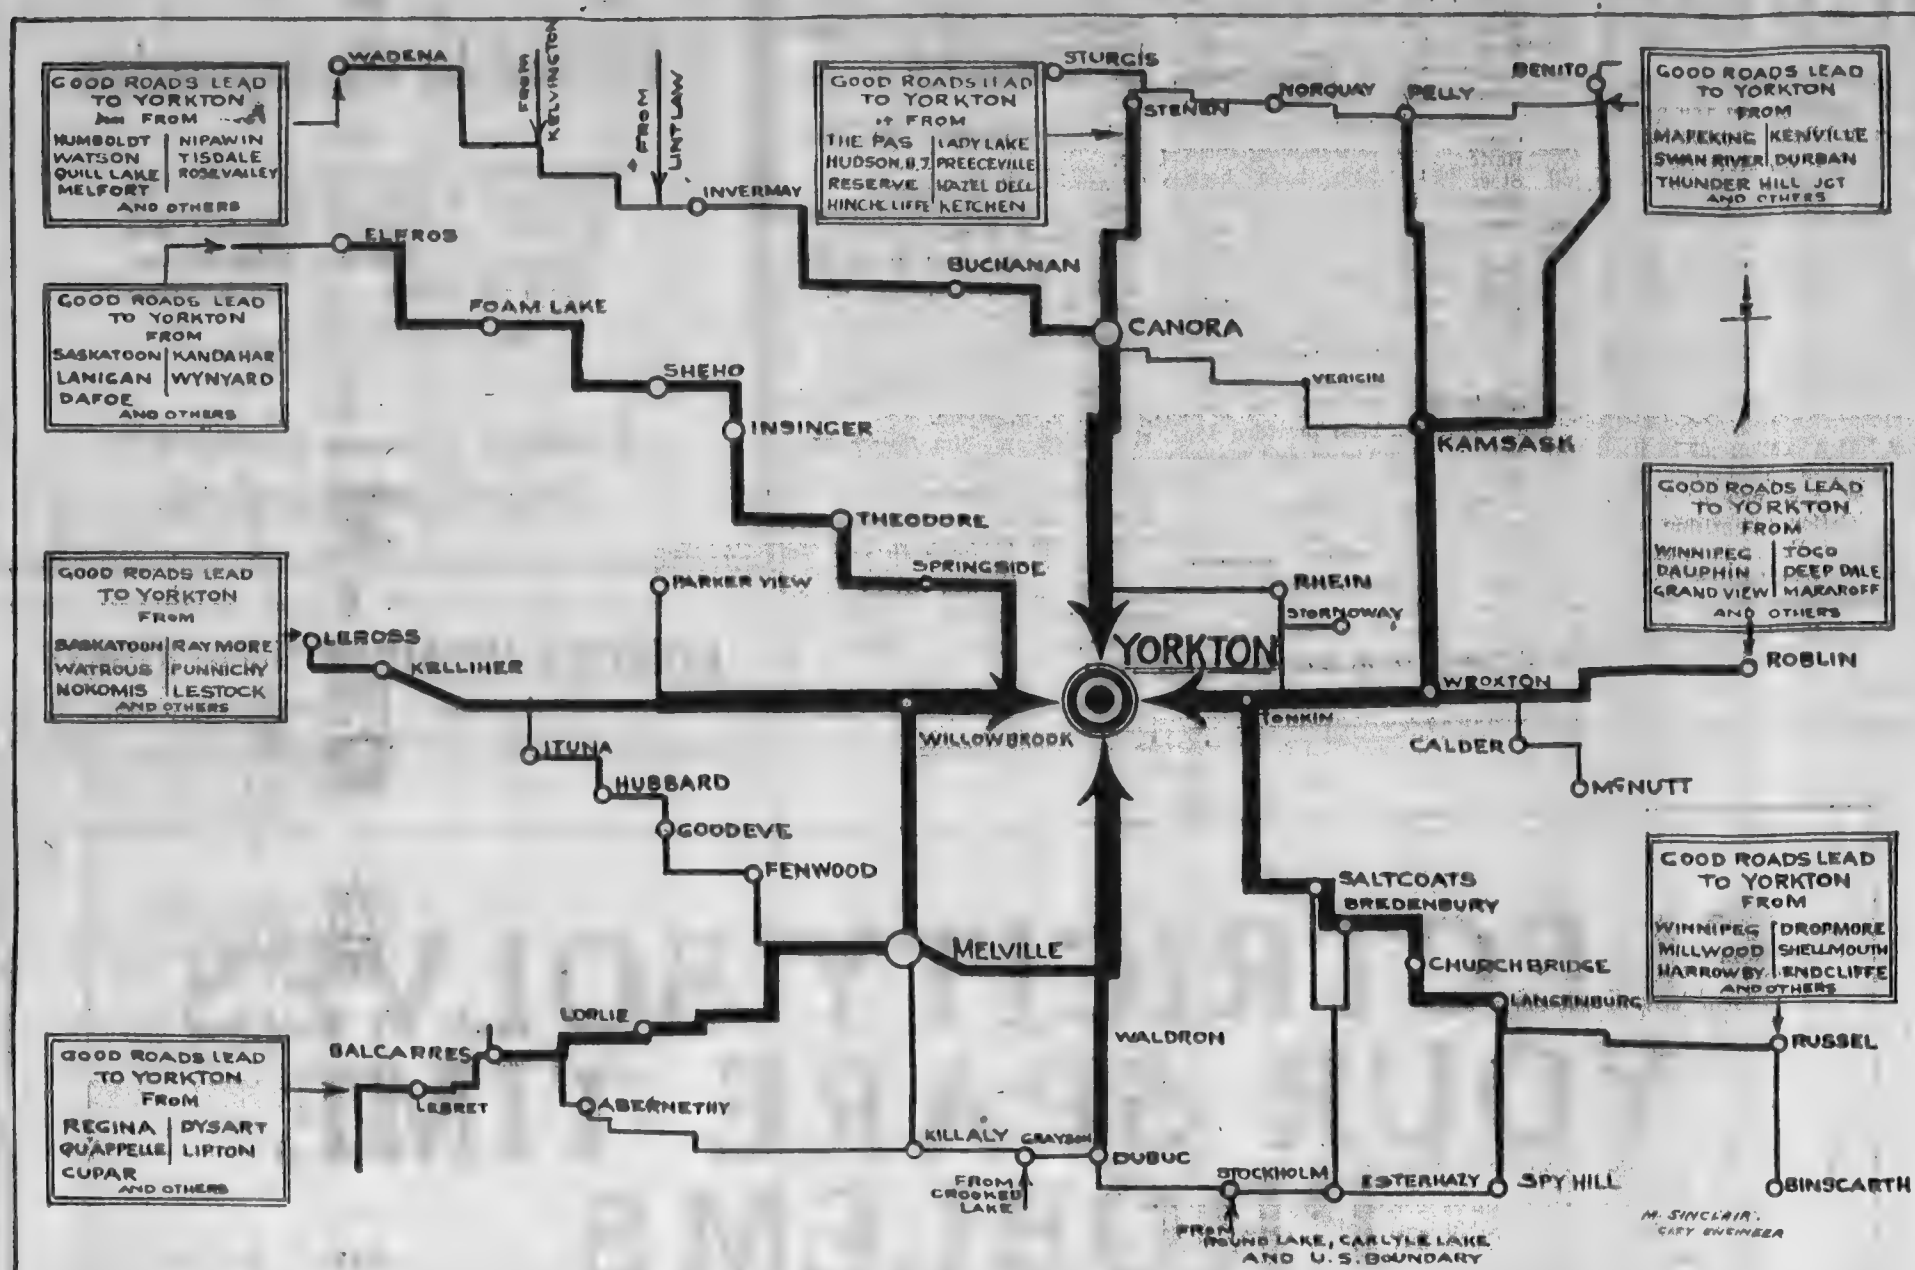 GOOD ROADS LEAD
TO YORKTON
FROM
HUMBOLDT NIPAWIN
WATSON TISDALE
QUILL LAKE ROSEVALLEY
MELFORT
AND OTHERS
WADENA
FROM
KELVINGTON
FROM
LINTLAW
INVERMAY
GOOD ROADS LEAD
TO YORKTON
FROM
THE PAS LADY LAKE
HUDSON B. J. PREECEVILLE
RESERVE HAZEL DELL
HINCHCLIFFE KETCHEN
STURGIS
STENEN
NORQUAY
PELLY
BENITO
GOOD ROADS LEAD
TO YORKTON
FROM
MAFEKING KENVILLE
SWAN RIVER DURBAN
THUNDER HILL JCT
AND OTHERS
ELFROS
GOOD ROADS LEAD
TO YORKTON
FROM
SASKATOON KANDAHAR
LANIGAN WYNYARD
DAFOE
AND OTHERS
FOAM LAKE
BUCHANAN
CANORA
SHEHO
VERIGIN
INSINGER
KAMSASK
THEODORE
SPRINGSIDE
GOOD ROADS LEAD
TO YORKTON
FROM
WINNIPEG TOGO
DAUPHIN DEEP DALE
GRAND VIEW MAKAROFF
AND OTHERS
GOOD ROADS LEAD
TO YORKTON
FROM
SASKATOON RAYMORE
WATROUS PUNNICHY
NOKOMIS LESTOCK
AND OTHERS
PARKER VIEW
RHEIN
STORNOWAY
LEROSS
KELLIHER
YORKTON
WROXTON
ROBLIN
WILLOWBROOK
TONKIN
ITUNA
CALDER
HUBBARD
McNUTT
GOODEVE
FENWOOD
SALTCOATS
BREDENBURY
GOOD ROADS LEAD
TO YORKTON
FROM
WINNIPEG DROPMORE
MILLWOOD SHELLMOUTH
HARROWBY ENDCLIFFE
AND OTHERS
MELVILLE
CHURCHBRIDGE
LANGENBURG
LORLIE
BALCARRES
WALDRON
RUSSEL
GOOD ROADS LEAD
TO YORKTON
FROM
REGINA DYSART
QU'APPELLE LIPTON
CUPAR
AND OTHERS
LEBRET
ABERNETHY
KILLALY
GRAYSON
DUBUC
STOCKHOLM
ESTERHAZY
SPY HILL
BINSCARTH
FROM
CROOKED
LAKE
FROM
ROUND LAKE, CARLYLE LAKE
AND U.S. BOUNDARY
M. SINCLAIR.
CITY ENGINEER